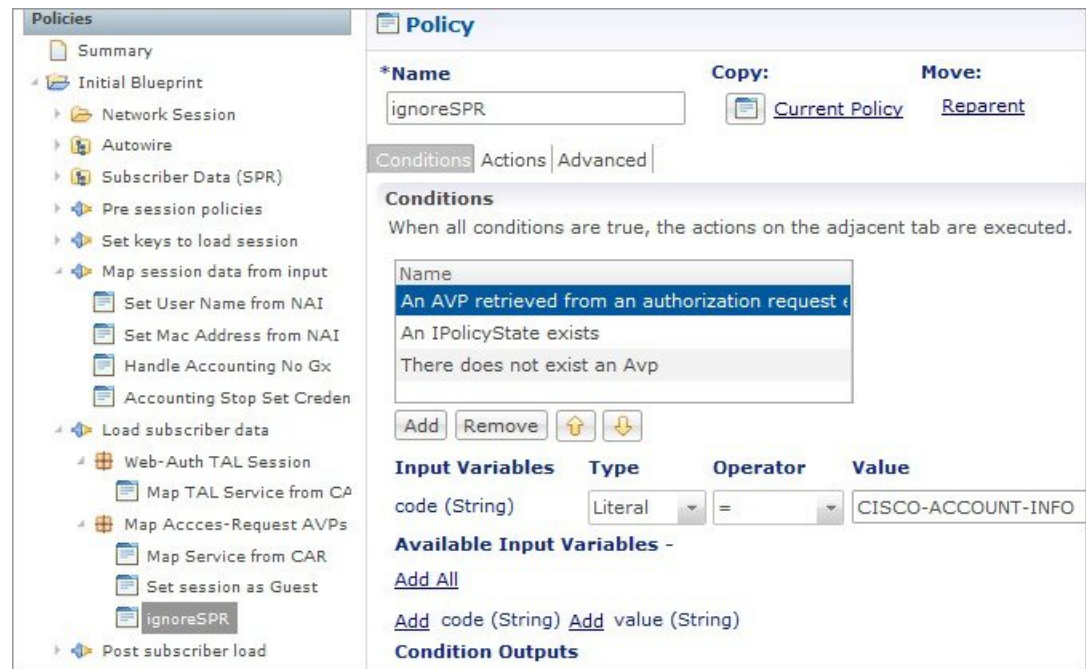 Policies
Summary
Initial Blueprint
Network Session
Autowire
Subscriber Data (SPR)
Pre session policies
Set keys to load session
Map session data from input
Set User Name from NAI
Set Mac Address from NAI
Handle Accounting No Gx
Accounting Stop Set Creden
Load subscriber data
Web-Auth TAL Session
Map TAL Service from CA
Map Accces-Request AVPs
Map Service from CAR
Set session as Guest
ignoreSPR
Post subscriber load
Policy
*Name Copy: Move:
ignoreSPR Current Policy Reparent
Conditions Actions Advanced
Conditions
When all conditions are true, the actions on the adjacent tab are executed.
Name
An AVP retrieved from an authorization request e
An IPolicyState exists
There does not exist an Avp
Add Remove
Input Variables Type Operator Value
code (String) Literal = CISCO-ACCOUNT-INFO
Available Input Variables -
Add All
Add code (String) Add value (String)
Condition Outputs